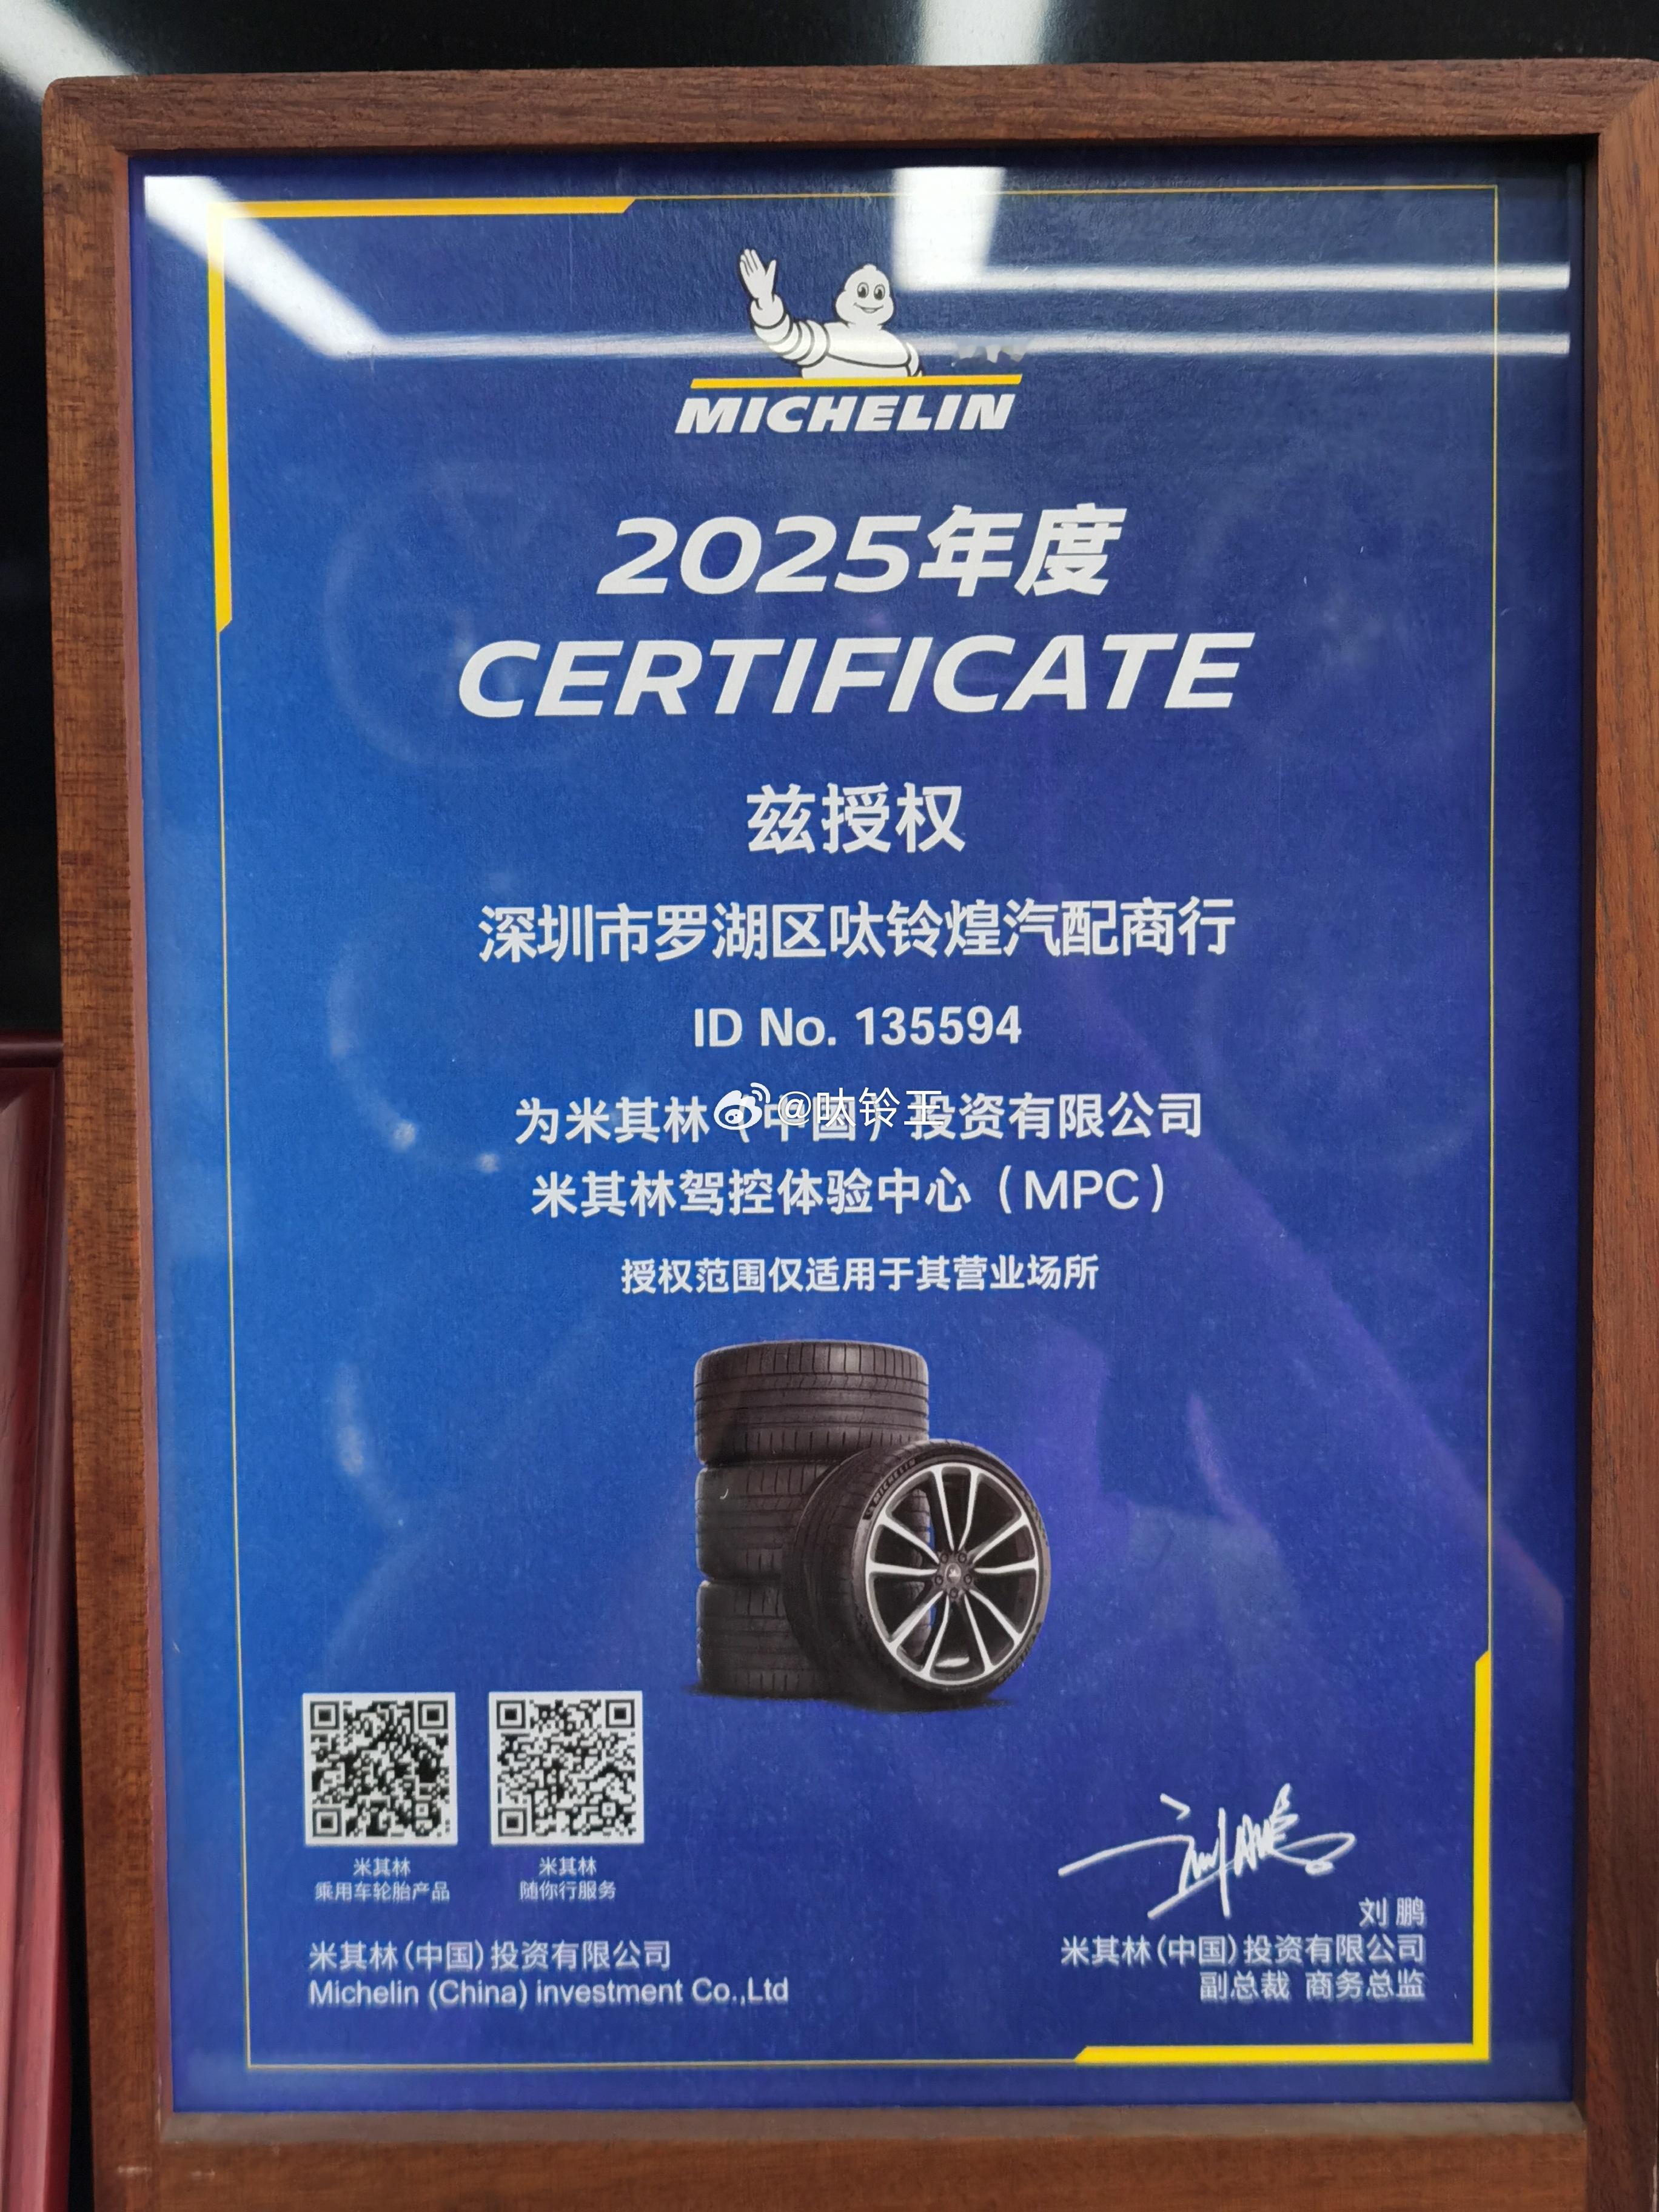 MICHELIN
2025年度
CERTIFICATE
兹授权
深圳市罗湖区呔铃煌汽配商行
ID No. 135594
为米其林（中国）投资有限公司
@呔铃王
米其林驾控体验中心（MPC）
授权范围仅适用于其营业场所
MICHELIN
米其林
乘用车轮胎产品
米其林
随你行服务
米其林(中国)投资有限公司
Michelin (China) investment Co.,Ltd
刘鹏
刘 鹏
米其林(中国)投资有限公司
副总裁 商务总监